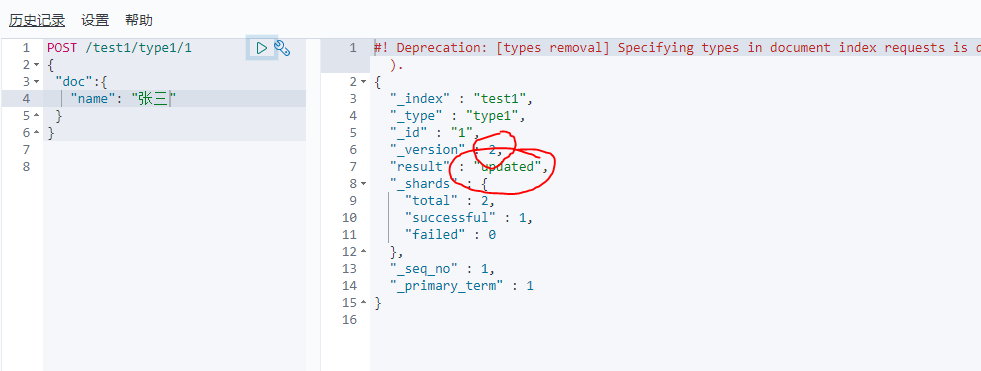 历史记录 设置 帮助
1 POST /test1/type1/1
2 {
3 "doc":{
4 "name": "张三"
5 }
6 }
7
8
1 #! Deprecation: [types removal] Specifying types in document index requests is
).
2 {
3 "_index" : "test1",
4 "_type" : "type1",
5 "_id" : "1",
6 "_version" : 2,
7 "result" : "updated",
8 "_shards" : {
9 "total" : 2,
10 "successful" : 1,
11 "failed" : 0
12 },
13 "_seq_no" : 1,
14 "_primary_term" : 1
15 }
16